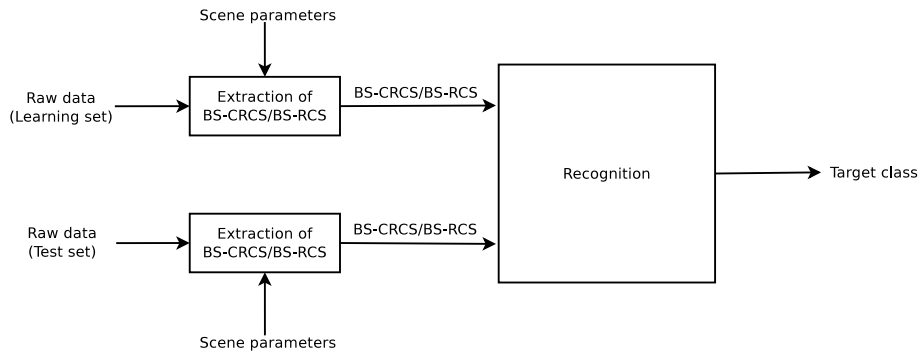 Scene parameters
Raw data
(Learning set)
Extraction of
BS-CRCS/BS-RCS
BS-CRCS/BS-RCS
Recognition
Target class
Raw data
(Test set)
Extraction of
BS-CRCS/BS-RCS
BS-CRCS/BS-RCS
Scene parameters